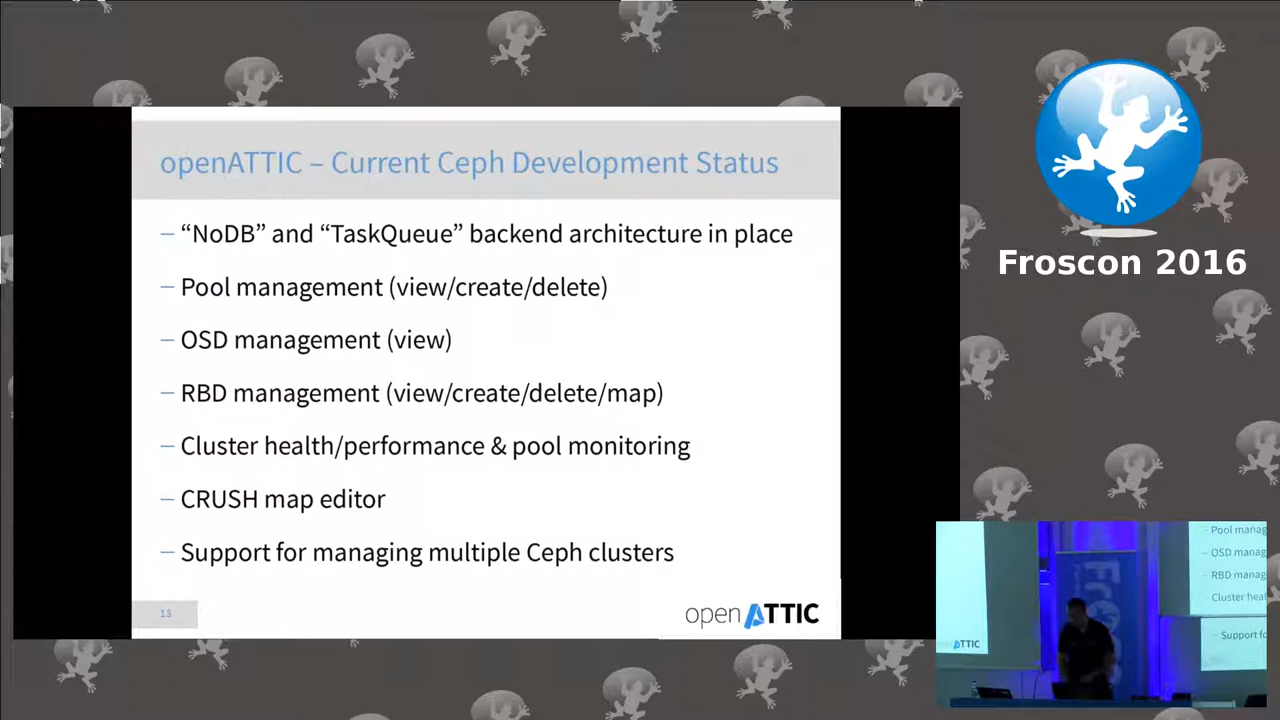 openATTIC – Current Ceph Development Status
– “NoDB” and “TaskQueue” backend architecture in place
– Pool management (view/create/delete)
– OSD management (view)
– RBD management (view/create/delete/map)
– Cluster health/performance & pool monitoring
– CRUSH map editor
– Support for managing multiple Ceph clusters
13
open ATTIC
Froscon 2016
– Pool manag
– OSD manag
– RBD manag
– Cluster heal
– Support fo
ATTIC